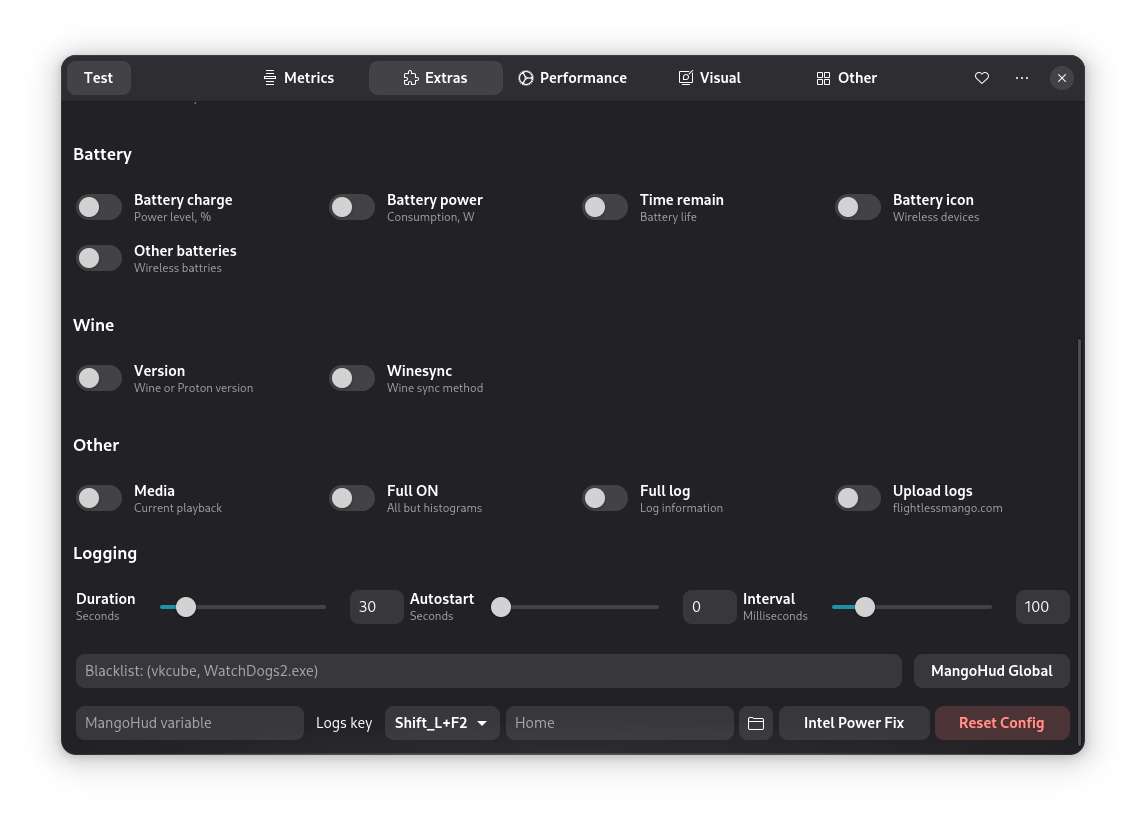 Test Metrics Extras Performance Visual Other
Battery
Battery charge Battery power Time remain Battery icon
Power level, % Consumption, W Battery life Wireless devices
Other batteries
Wireless battries
Wine
Version Winesync
Wine or Proton version Wine sync method
Other
Media Full ON Full log Upload logs
Current playback All but histograms Log information flightlessmango.com
Logging
Duration 30 Autostart 0 Interval 100
Seconds Seconds Milliseconds
Blacklist: (vkcube, WatchDogs2.exe) MangoHud Global
MangoHud variable Logs key Shift_L+F2 Home Intel Power Fix Reset Config